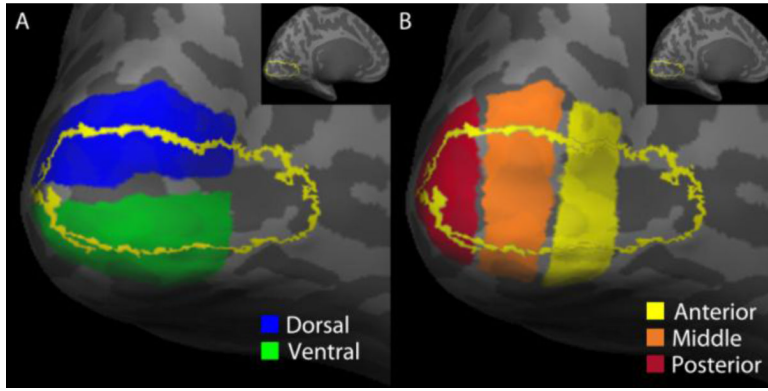 A
B
Dorsal
Ventral
Anterior
Middle
Posterior